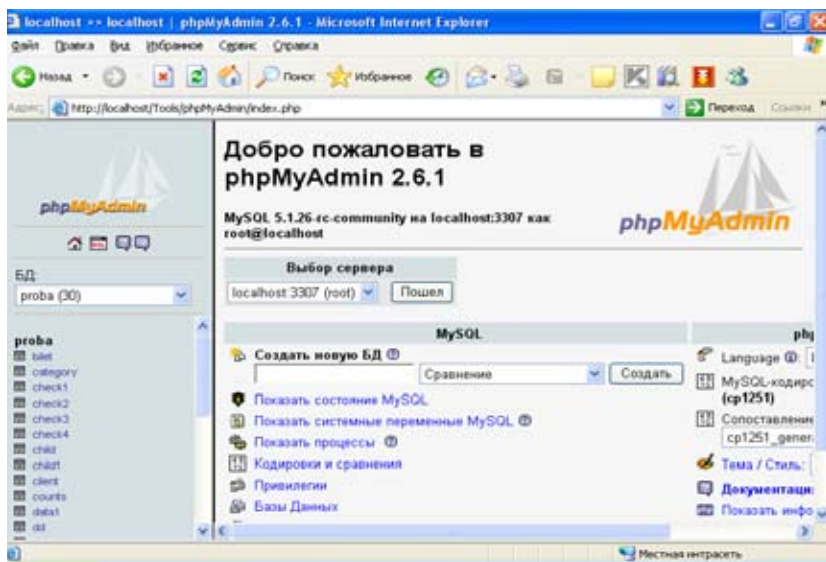 localhost >> localhost | phpMyAdmin 2.6.1 - Microsoft Internet Explorer
Файл Правка Вид Избранное Сервис Справка
Назад Поиск Избранное
Адрес: http://localhost/Tools/phpMyAdmin/index.php Переход Ссылки
phpMyAdmin
БД:
proba (30)
proba
bilet
category
check1
check2
check3
check4
child
child1
client
counts
data1
dd
Добро пожаловать в
phpMyAdmin 2.6.1
phpMyAdmin
MySQL 5.1.26-rc-community на localhost:3307 как
root@localhost
Выбор сервера
localhost 3307 (root) Пошел
MySQL
Создать новую БД
Сравнение Создать
Показать состояние MySQL
Показать системные переменные MySQL
Показать процессы
Кодировки и сравнения
Привилегии
Базы Данных
php
Language
MySQL-кодирс
(cp1251)
Сопоставление
cp1251_gener
Тема / Стиль:
Документаци
Показать инфо
Местная интрасеть